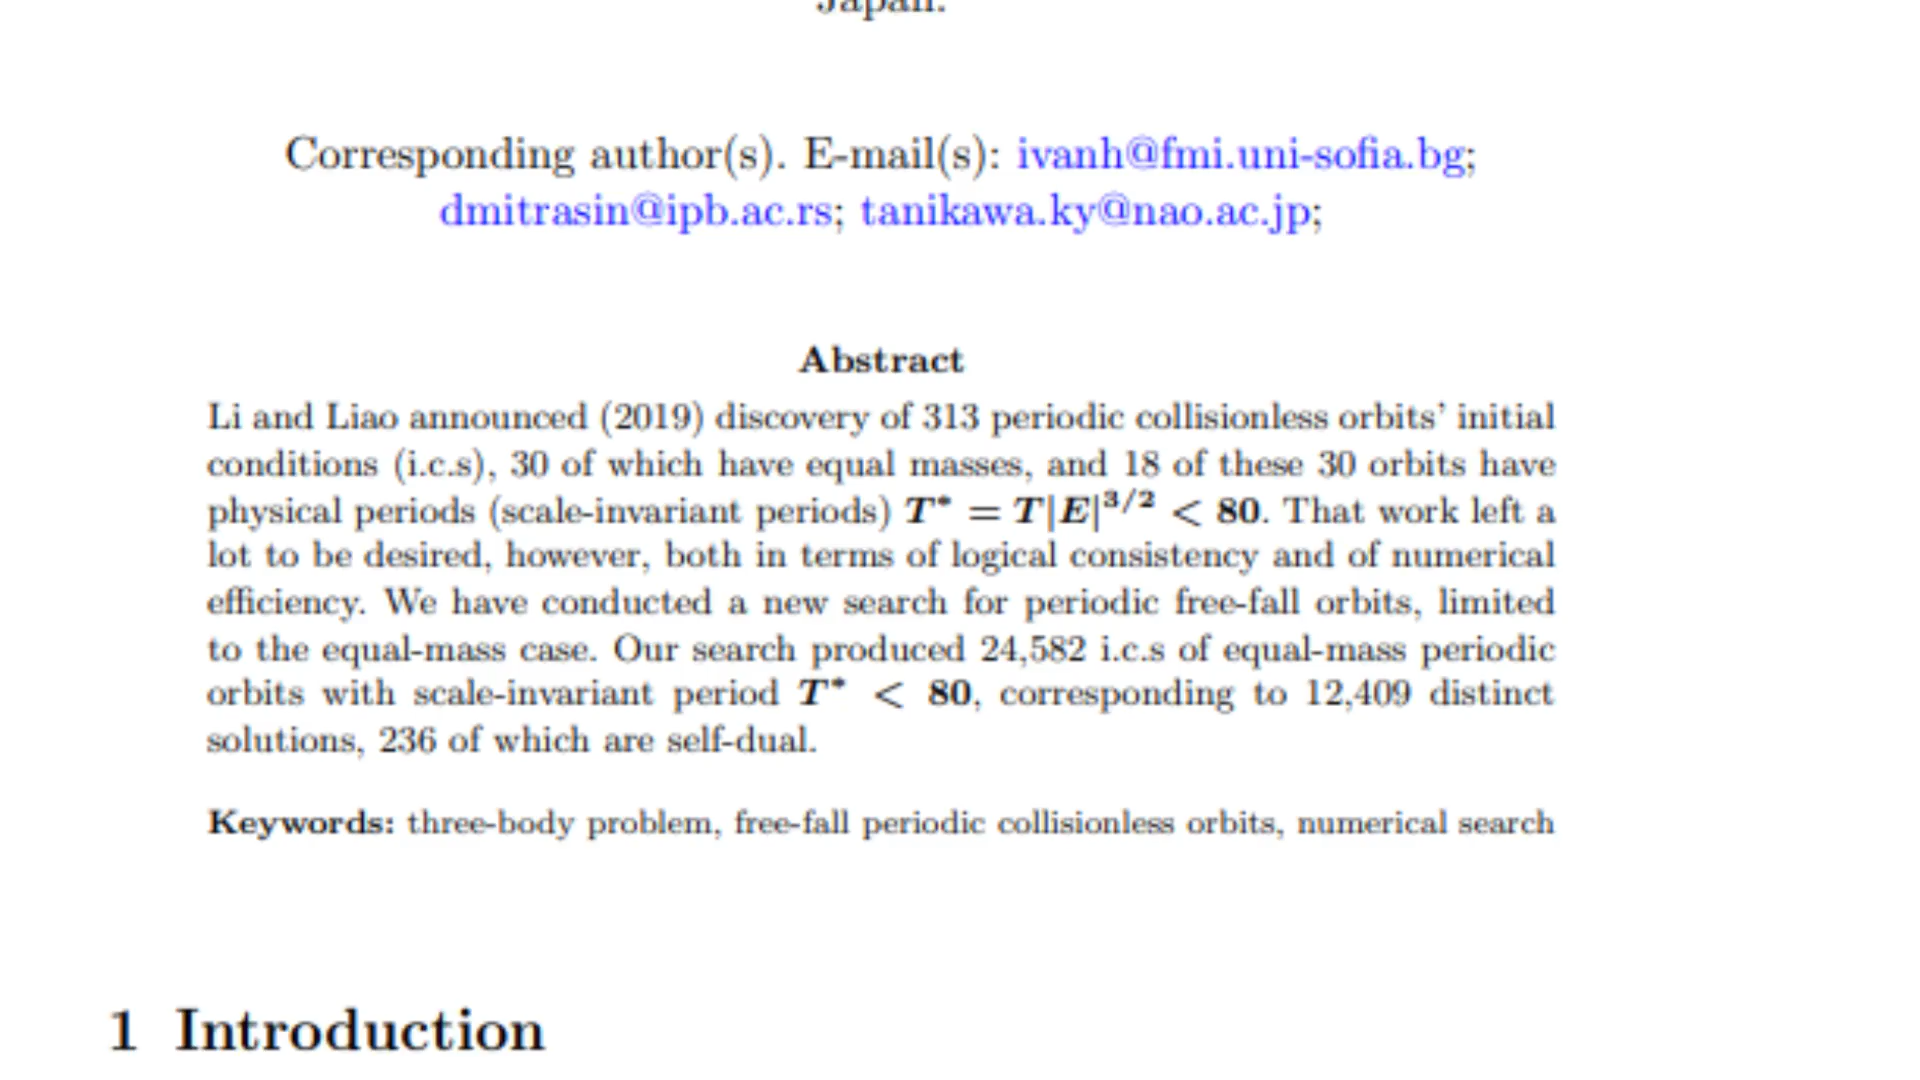 Japan.
Corresponding author(s). E-mail(s): ivanh@fmi.uni-sofia.bg;
dmitrasin@ipb.ac.rs; tanikawa.ky@nao.ac.jp;
Abstract
Li and Liao announced (2019) discovery of 313 periodic collisionless orbits’ initial
conditions (i.c.s), 30 of which have equal masses, and 18 of these 30 orbits have
physical periods (scale-invariant periods) T* = T|E|^{3/2} < 80. That work left a
lot to be desired, however, both in terms of logical consistency and of numerical
efficiency. We have conducted a new search for periodic free-fall orbits, limited
to the equal-mass case. Our search produced 24,582 i.c.s of equal-mass periodic
orbits with scale-invariant period T* < 80, corresponding to 12,409 distinct
solutions, 236 of which are self-dual.
Keywords: three-body problem, free-fall periodic collisionless orbits, numerical search
1 Introduction